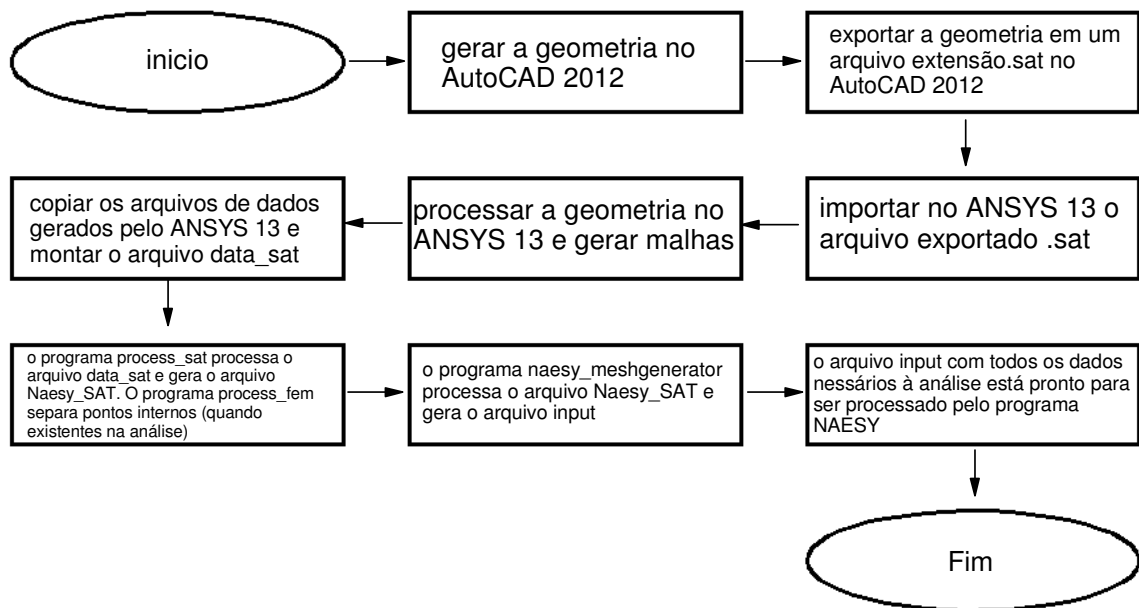 inicio
gerar a geometria no
AutoCAD 2012
exportar a geometria em um
arquivo extensão.sat no
AutoCAD 2012
importar no ANSYS 13 o
arquivo exportado .sat
processar a geometria no
ANSYS 13 e gerar malhas
copiar os arquivos de dados
gerados pelo ANSYS 13 e
montar o arquivo data_sat
o programa process_sat processa o
arquivo data_sat e gera o arquivo
Naesy_SAT. O programa process_fem
separa pontos internos (quando
existentes na análise)
o programa naesy_meshgenerator
processa o arquivo Naesy_SAT e
gera o arquivo input
o arquivo input com todos os dados
nessários à análise está pronto para
ser processado pelo programa
NAESY
Fim